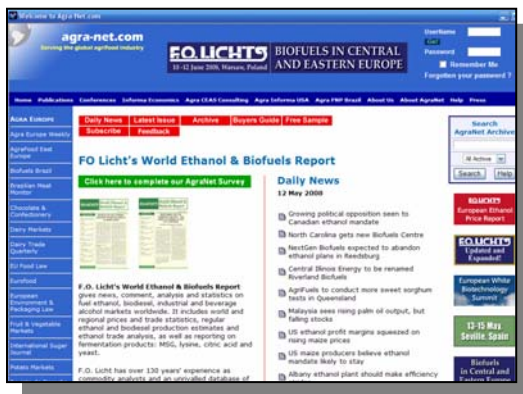 Welcome to Agra-Net.com
agra-net.com
Serving the global agrifood industry
F.O. LICHT'S
10-12 June 2008, Warsaw, Poland
BIOFUELS IN CENTRAL
AND EASTERN EUROPE
UserName
Go!
Password
Remember Me
Forgotten your password ?
Home Publications Conferences Informa Economics Agra CEAS Consulting Agra Informa USA Agra FNP Brazil About Us About AgraNet Help Press
AGRA EUROPE
Agra Europe Weekly
Agrafood East
Europe
Biofuels Brazil
Brazilian Meat
Monitor
Chocolate &
Confectionery
Dairy Markets
Dairy Trade
Quarterly
EU Food Law
Eurofood
European
Environment &
Packaging Law
Fruit & Vegetable
Markets
International Sugar
Journal
Potato Markets
Daily News Latest Issue Archive Buyers Guide Free Sample
Subscribe Feedback
FO Licht's World Ethanol & Biofuels Report
Click here to complete our AgraNet Survey
F.O. Licht's World Ethanol & Biofuels Report
gives news, comment, analysis and statistics on
fuel ethanol, biodiesel, industrial and beverage
alcohol markets worldwide. It includes world and
regional prices and trade statistics, regular
ethanol and biodiesel production estimates and
ethanol trade analysis, as well as reporting on
fermentation products: MSG, lysine, citric acid and
yeast.
F.O. Licht has over 130 years' experience as
commodity analysts and an unrivalled database of
Daily News
12 May 2008
Growing political opposition seen to
Canadian ethanol mandate
North Carolina gets new Biofuels Centre
NextGen Biofuels expected to abandon
ethanol plans in Reedsburg
Central Illinois Energy to be renamed
Riverland Biofuels
AgriFuels to conduct more sweet sorghum
tests in Queensland
Malaysia sees rising palm oil output, but
falling stocks
US ethanol profit margins squeezed on
rising maize prices
US maize producers believe ethanol
mandate likely to stay
Albany ethanol plant should make efficiency
Search
AgraNet Archive
All Archive
Search Help
F.O. LICHT'S
European Ethanol
Price Report
F.O. LICHT'S
Updated and
Expanded!
European White
Biotechnology
Summit
13-15 May
Seville, Spain
Biofuels
in Central and
Eastern Europe